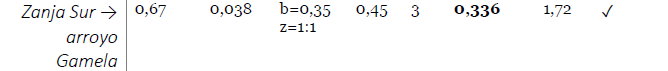 Zanja Sur → 0,67 0,038 b=0,35 0,45 3 0,336 1,72 ✓
arroyo z=1:1
Gamela